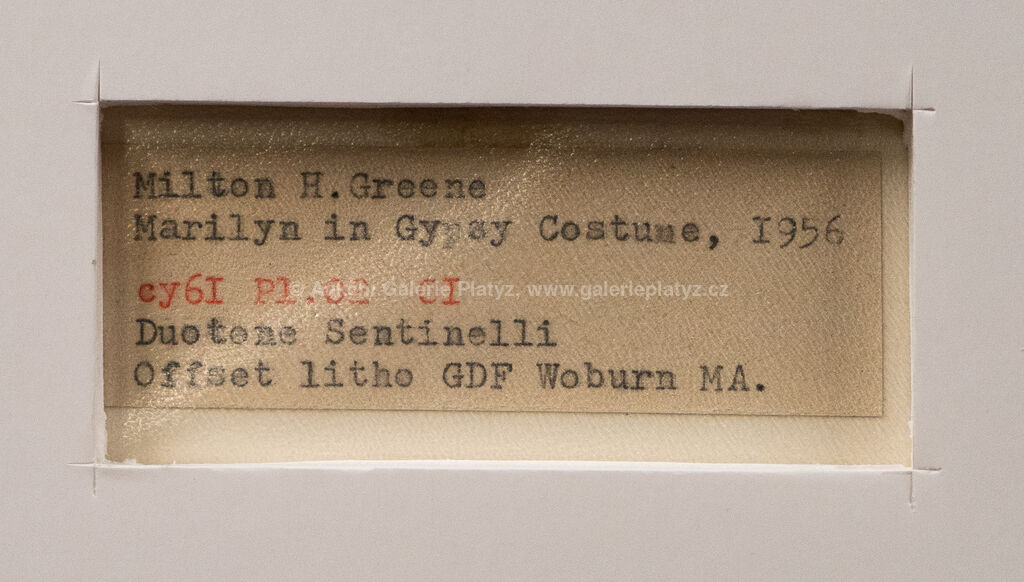 Milton H.Greene
Marilyn in Gypsy Costume, 1956
cy6I Pl.
© Galerie Platyz, www.galerieplatyz.cz
Duotone Sentinelli
Offset litho GDF Woburn MA.